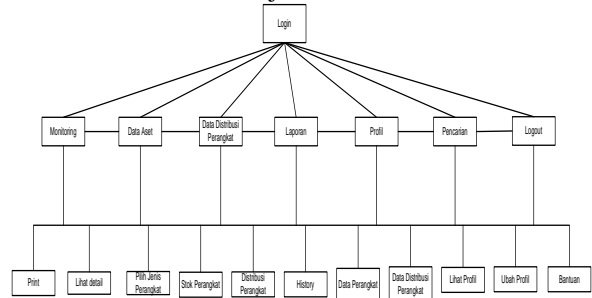 Login
Monitoring
Data Aset
Data Distribusi
Perangkat
Laporan
Profil
Pencarian
Logout
Print
Lihat detail
Pilih Jenis
Perangkat
Stok Perangkat
Distribusi
Perangkat
History
Data Perangkat
Data Distribusi
Perangkat
Lihat Profil
Ubah Profil
Bantuan